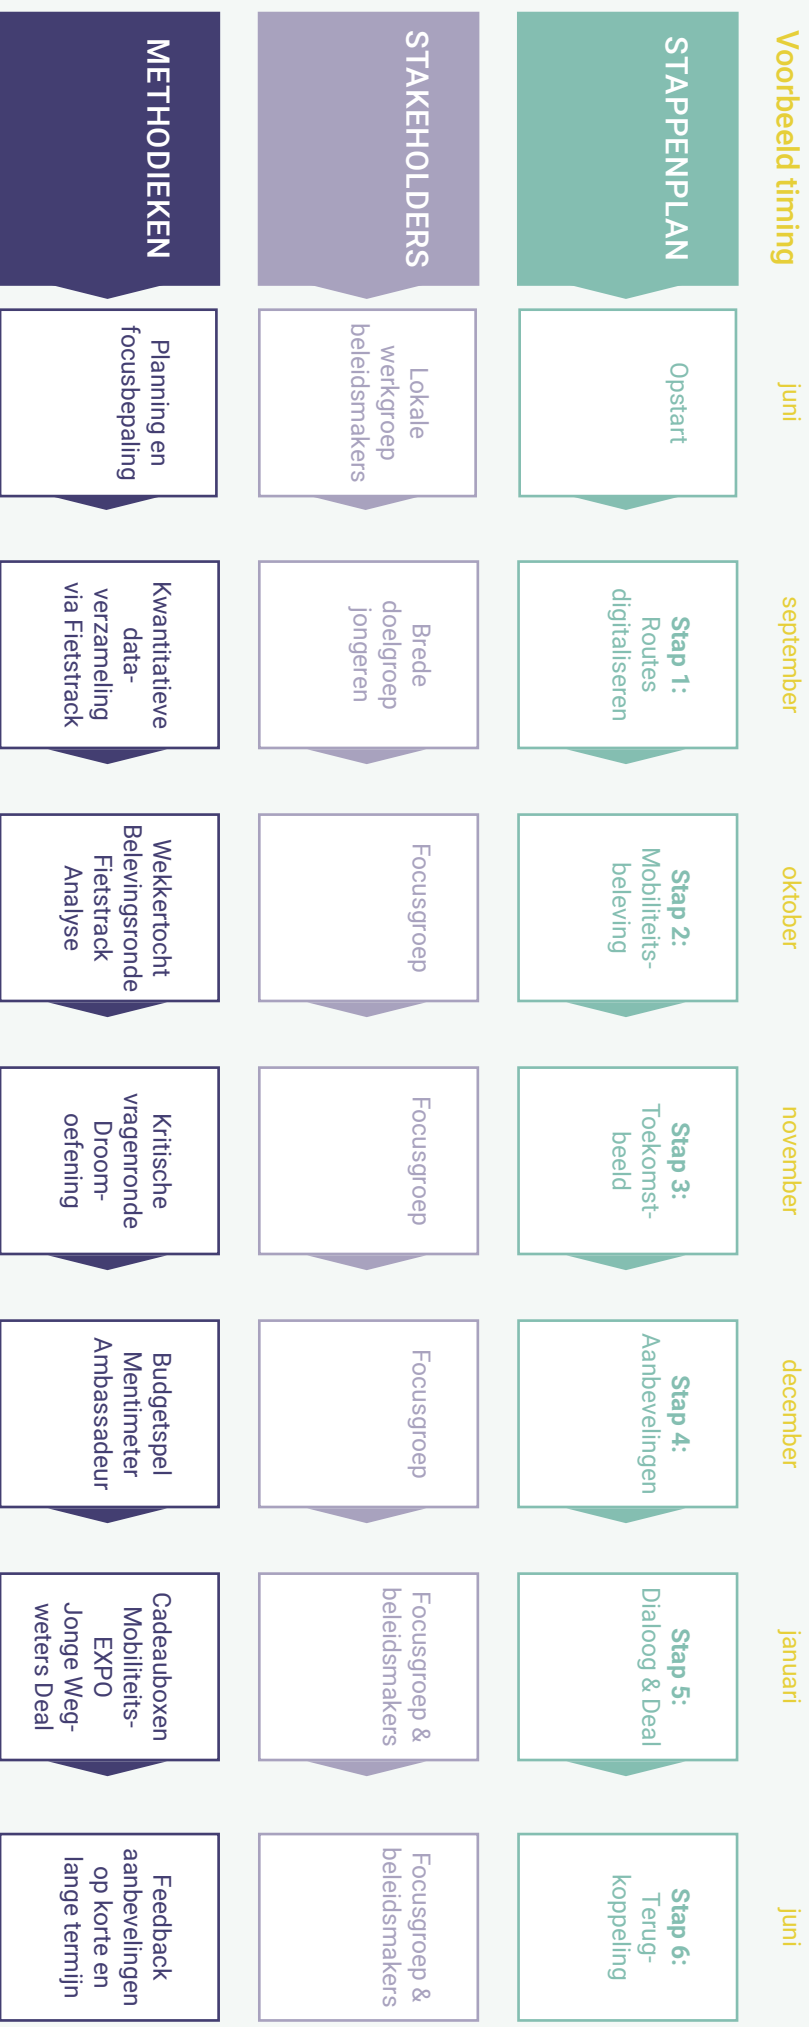 Voorbeeld timing
juni
september
oktober
november
december
januari
juni
STAPPENPLAN
Opstart
Stap 1:
Routes
digitaliseren
Stap 2:
Mobiliteits-
beleving
Stap 3:
Toekomst-
beeld
Stap 4:
Aanbevelingen
Stap 5:
Dialoog & Deal
Stap 6:
Terug-
koppeling
STAKEHOLDERS
Lokale
werkgroep
beleidsmakers
Brede
doelgroep
jongeren
Focusgroep
Focusgroep
Focusgroep
Focusgroep &
beleidsmakers
Focusgroep &
beleidsmakers
METHODIEKEN
Planning en
focusbepaling
Kwantitatieve
data-
verzameling
via Fietstrack
Wekkertocht
Belevingsronde
Fietstrack
Analyse
Kritische
vragenronde
Droom-
oefening
Budgetspel
Mentimeter
Ambassadeur
Cadeauboxen
Mobiliteits-
EXPO
Jonge Weg-
weters Deal
Feedback
aanbevelingen
op korte en
lange termijn